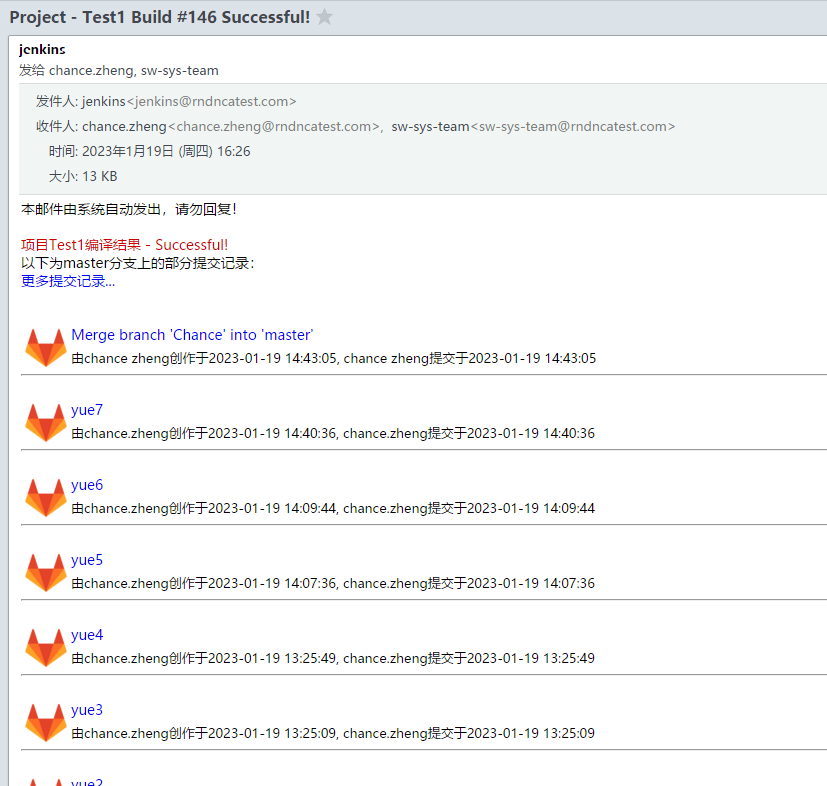 Project - Test1 Build #146 Successful!
jenkins
发给 chance.zheng, sw-sys-team
发件人: jenkins<jenkins@rndncatest.com>
收件人: chance.zheng<chance.zheng@rndncatest.com>, sw-sys-team<sw-sys-team@rndncatest.com>
时间: 2023年1月19日 (周四) 16:26
大小: 13 KB
本邮件由系统自动发出，请勿回复！
项目Test1编译结果 - Successful!
以下为master分支上的部分提交记录：
更多提交记录...
Merge branch 'Chance' into 'master'
由chance zheng创作于2023-01-19 14:43:05, chance zheng提交于2023-01-19 14:43:05
yue7
由chance.zheng创作于2023-01-19 14:40:36, chance.zheng提交于2023-01-19 14:40:36
yue6
由chance.zheng创作于2023-01-19 14:09:44, chance.zheng提交于2023-01-19 14:09:44
yue5
由chance.zheng创作于2023-01-19 14:07:36, chance.zheng提交于2023-01-19 14:07:36
yue4
由chance.zheng创作于2023-01-19 13:25:49, chance.zheng提交于2023-01-19 13:25:49
yue3
由chance.zheng创作于2023-01-19 13:25:09, chance.zheng提交于2023-01-19 13:25:09
yue2